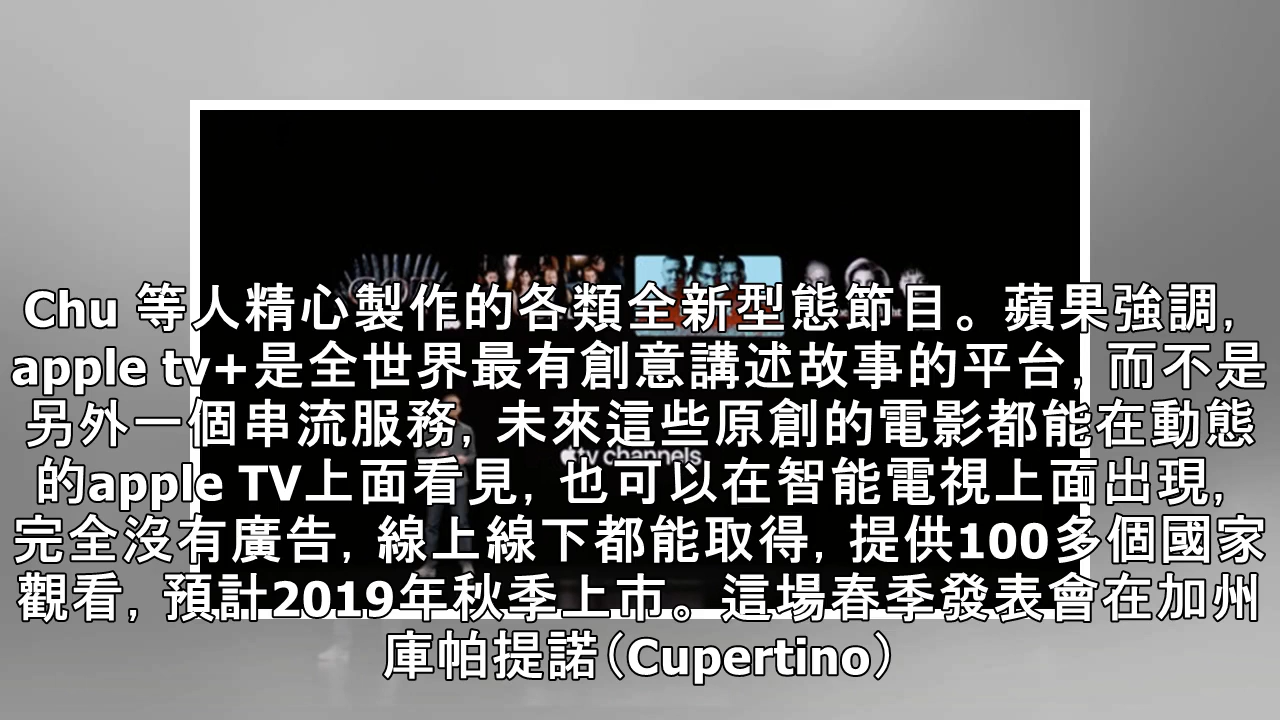 Chu 等人精心製作的各類全新型態節目。蘋果強調,
apple tv+是全世界最有創意講述故事的平台, 而不是
另外一個串流服務, 未來這些原創的電影都能在動態
的apple TV上面看見, 也可以在智能電視上面出現,
完全沒有廣告, 線上線下都能取得, 提供100多個國家
觀看, 預計2019年秋季上市。這場春季發表會在加州
庫帕提諾(Cupertino)
tv channels